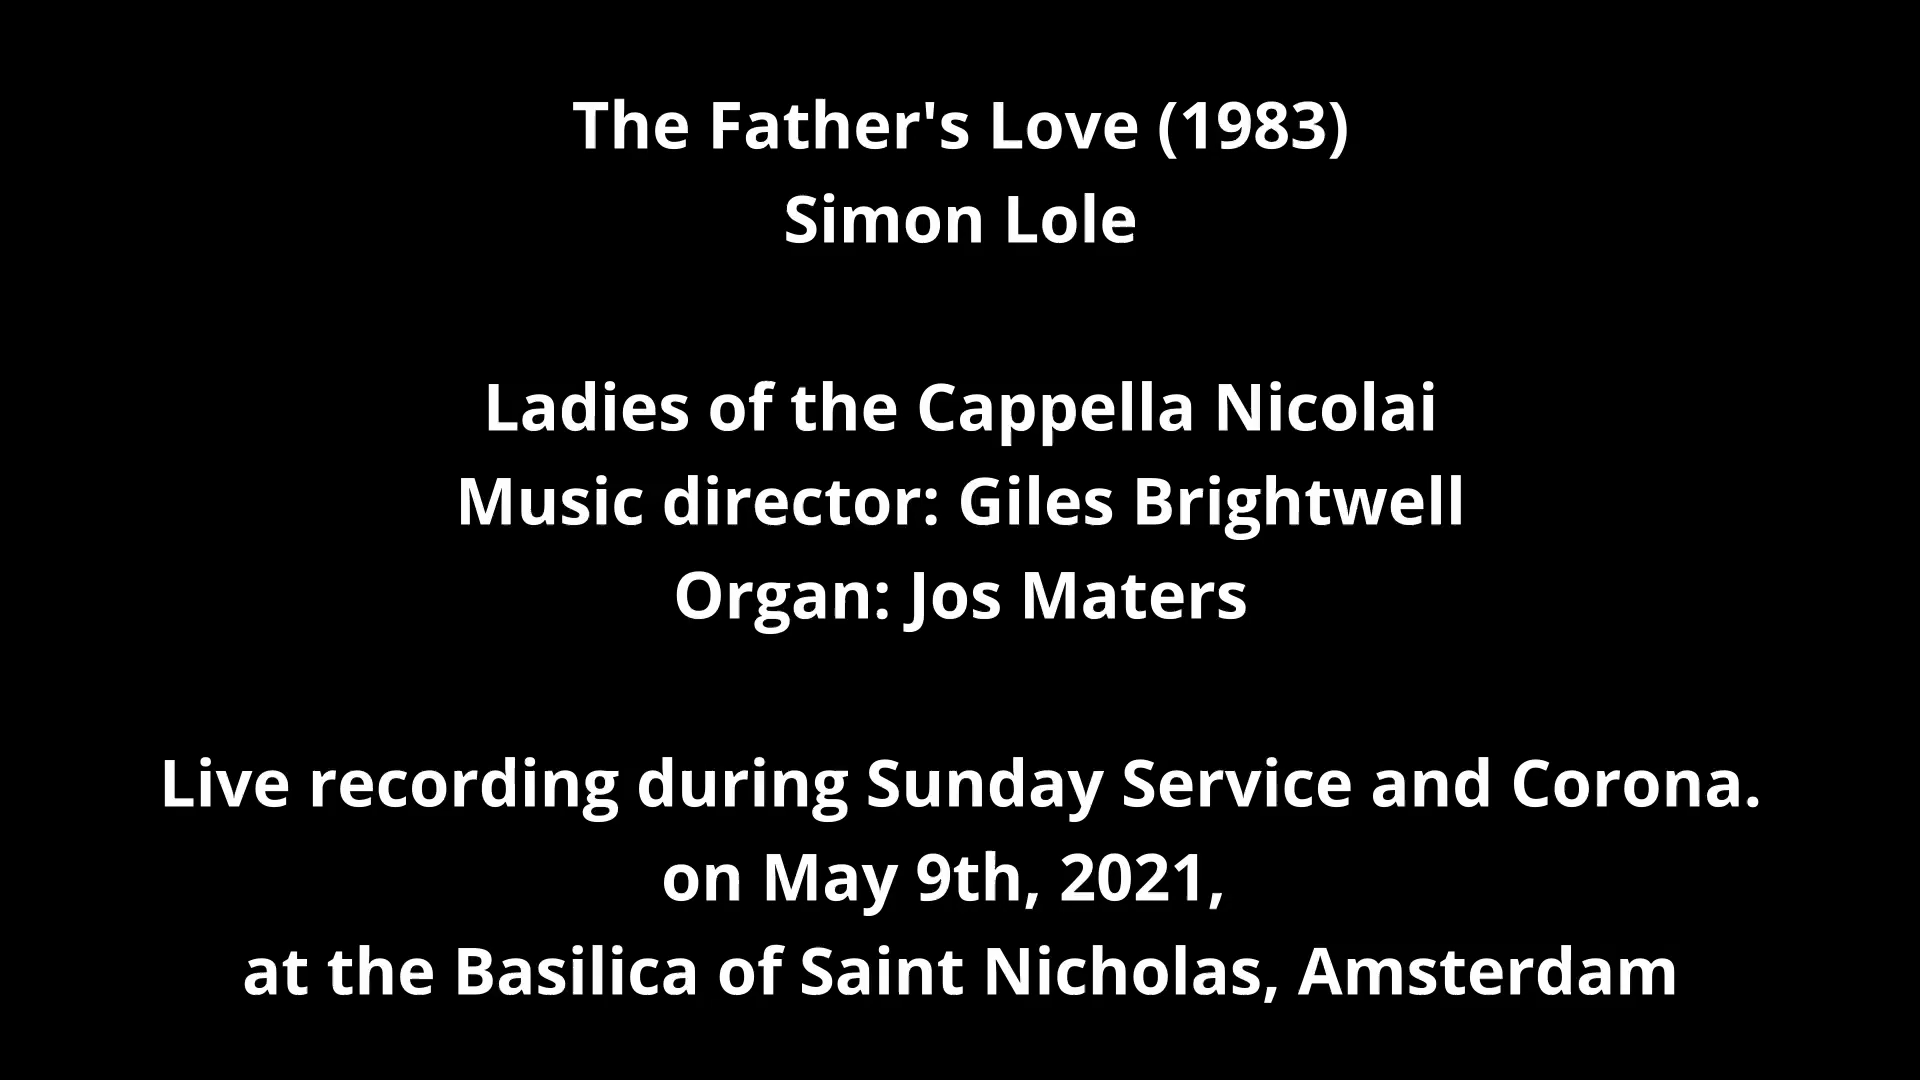 The Father's Love (1983)
Simon Lole
Ladies of the Cappella Nicolai
Music director: Giles Brightwell
Organ: Jos Maters
Live recording during Sunday Service and Corona.
on May 9th, 2021,
at the Basilica of Saint Nicholas, Amsterdam